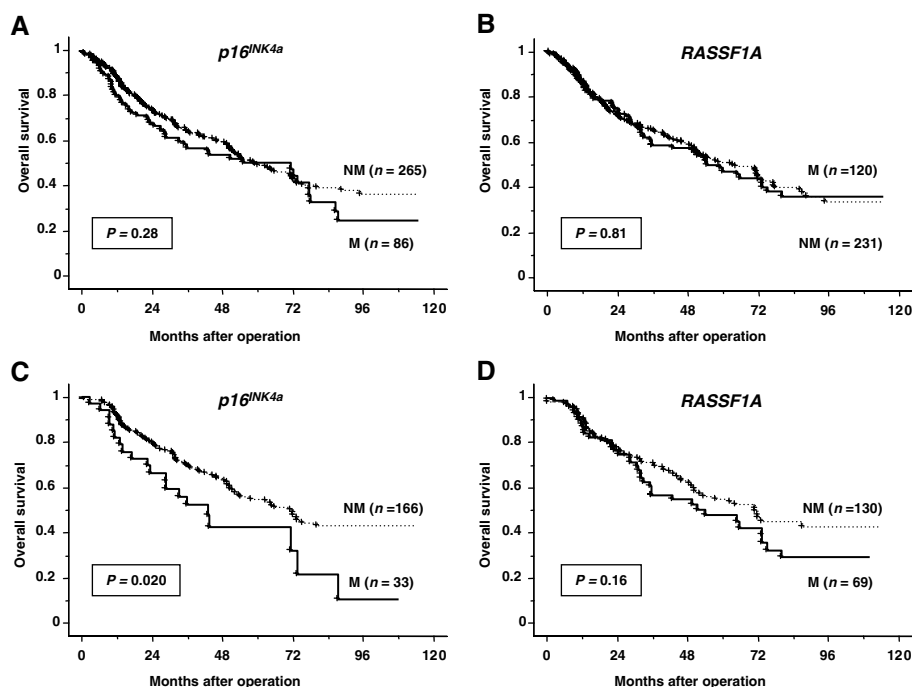 A
p16INK4a
Overall survival
1
0.8
0.6
0.4
0.2
0
NM (n = 265)
M (n = 86)
P = 0.28
0 24 48 72 96 120
Months after operation
B
RASSF1A
Overall survival
1
0.8
0.6
0.4
0.2
0
M (n =120)
NM (n = 231)
P = 0.81
0 24 48 72 96 120
Months after operation
C
p16INK4a
Overall survival
1
0.8
0.6
0.4
0.2
0
NM (n =166)
M (n = 33)
P = 0.020
0 24 48 72 96 120
Months after operation
D
RASSF1A
Overall survival
1
0.8
0.6
0.4
0.2
0
NM (n =130)
M (n = 69)
P = 0.16
0 24 48 72 96 120
Months after operation